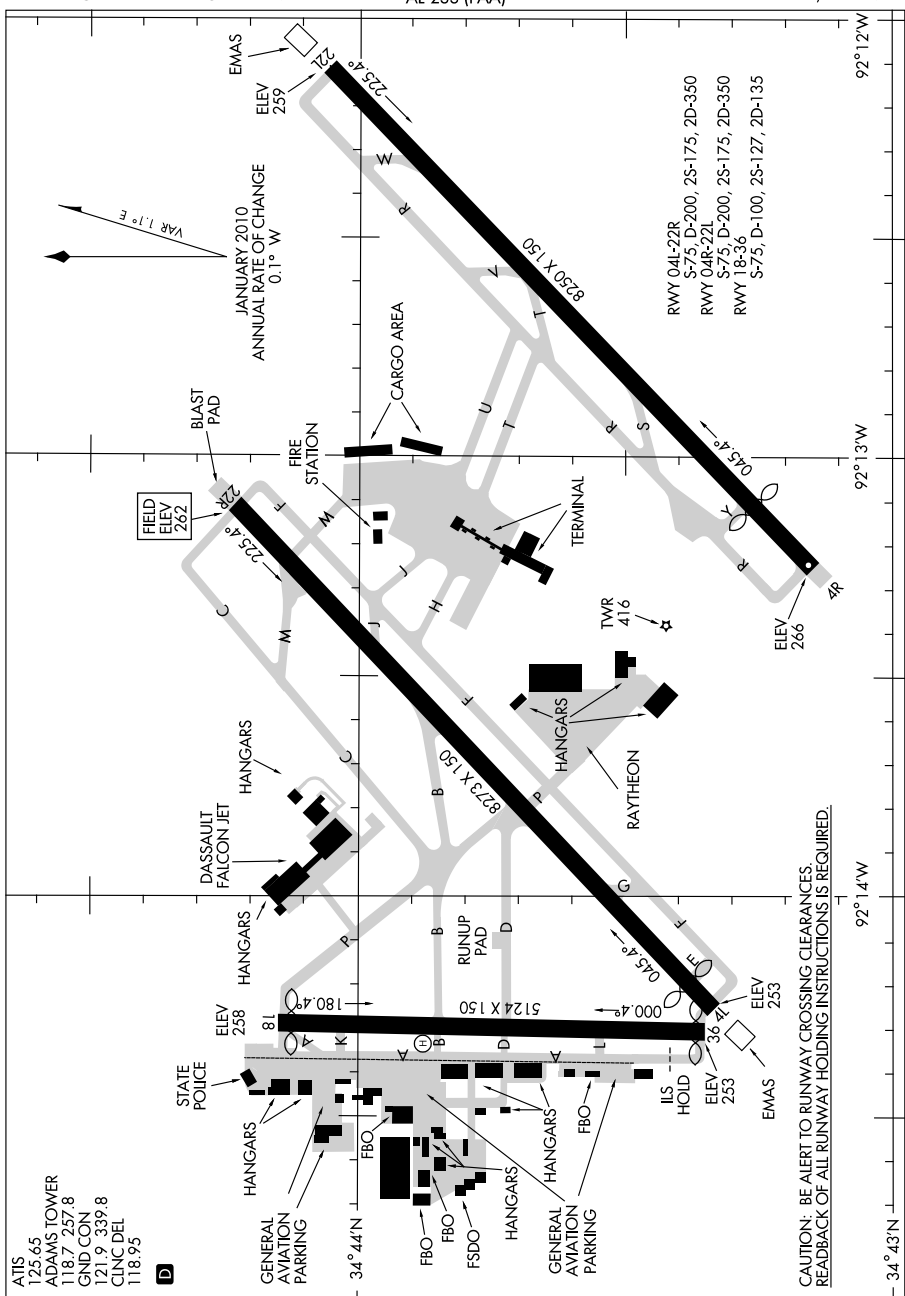 AL-233 (FAA)
ATIS
125.65
ADAMS TOWER
118.7 257.8
GND CON
121.9 339.8
CLNC DEL
118.95
D
STATE
POLICE
ELEV
258
HANGARS
DASSAULT
FALCON JET
HANGARS
FIELD
ELEV
262
BLAST
PAD
JANUARY 2010
ANNUAL RATE OF CHANGE
0.1° W
VAR 1.1° E
EMAS
ELEV
259
22L
225.4°
22R
225.4°
FIRE
STATION
CARGO AREA
HANGARS
GENERAL
AVIATION
PARKING
34°44'N
FBO
18
180.4°
A
K
A
H
B
D
A
L
P
C
C
M
M
F
J
J
H
F
B
B
D
P
G
F
E
W
R
V
T
U
T
R
S
Y
R
RUNUP
PAD
5124 X 150
8273 X 150
8250 X 150
TERMINAL
TWR
416
HANGARS
RAYTHEON
FBO
FBO
FSDO
HANGARS
HANGARS
FBO
GENERAL
AVIATION
PARKING
ILS
HOLD
000.4°
36
ELEV
253
EMAS
045.4°
4L
ELEV
253
045.4°
4R
ELEV
266
RWY 04L-22R
S-75, D-200, 2S-175, 2D-350
RWY 04R-22L
S-75, D-200, 2S-175, 2D-350
RWY 18-36
S-75, D-100, 2S-127, 2D-135
CAUTION: BE ALERT TO RUNWAY CROSSING CLEARANCES.
READBACK OF ALL RUNWAY HOLDING INSTRUCTIONS IS REQUIRED.
34°43'N
92°14'W
92°13'W
92°12'W